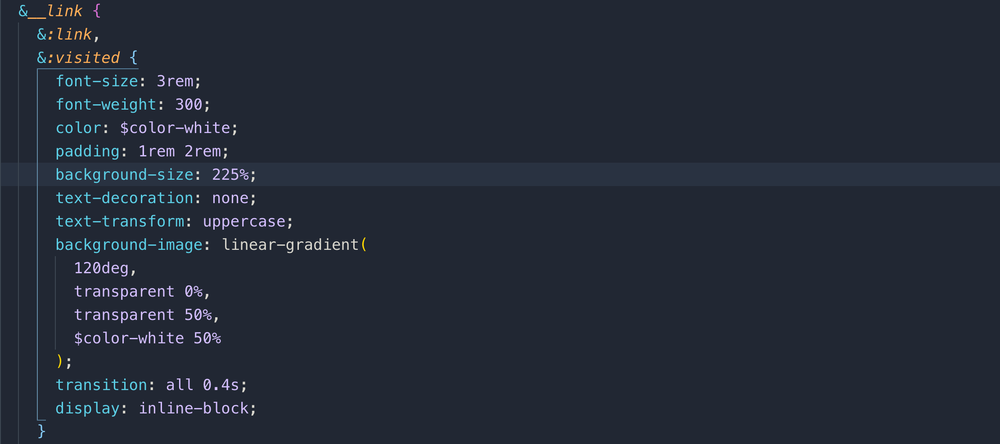 &__link {
&:link,
&:visited {
font-size: 3rem;
font-weight: 300;
color: $color-white;
padding: 1rem 2rem;
background-size: 225%;
text-decoration: none;
text-transform: uppercase;
background-image: linear-gradient(
120deg,
transparent 0%,
transparent 50%,
$color-white 50%
);
transition: all 0.4s;
display: inline-block;
}